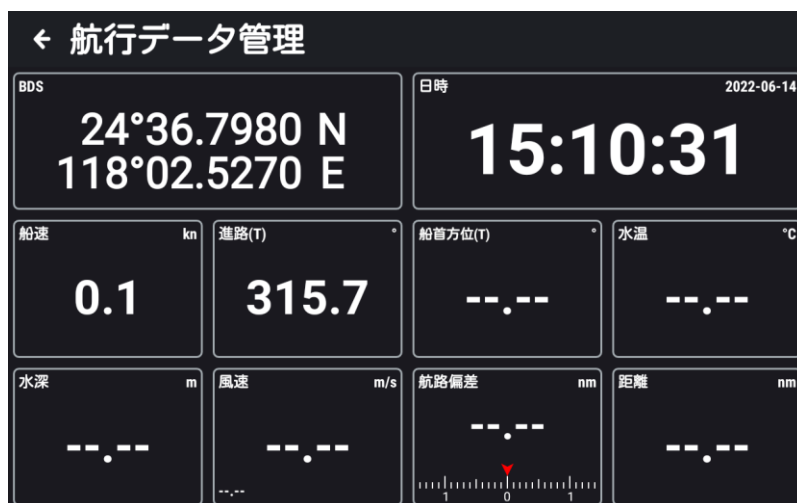 ← 航行データ管理
BDS
24°36.7980 N
118°02.5270 E
日時 2022-06-14
15:10:31
船速 kn
0.1
進路(T) °
315.7
船首方位(T) °
--.--
水温 °C
--.--
水深 m
--.--
風速 m/s
--.--
--.--
航路偏差 nm
--.--
1 0 1
距離 nm
--.--